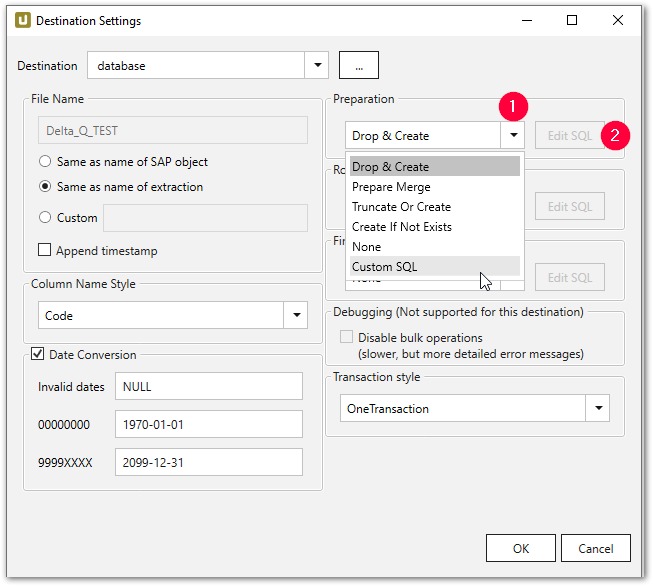 Destination Settings
Destination
database
...
File Name
Delta_Q_TEST
Same as name of SAP object
Same as name of extraction
Custom
Append timestamp
Column Name Style
Code
Date Conversion
Invalid dates
NULL
00000000
1970-01-01
9999XXXX
2099-12-31
Preparation
1
Drop & Create
Edit SQL
2
Drop & Create
Prepare Merge
Truncate Or Create
Create If Not Exists
None
Custom SQL
Ro
Edit SQL
Fi
None
Edit SQL
Debugging (Not supported for this destination)
Disable bulk operations
(slower, but more detailed error messages)
Transaction style
OneTransaction
OK
Cancel